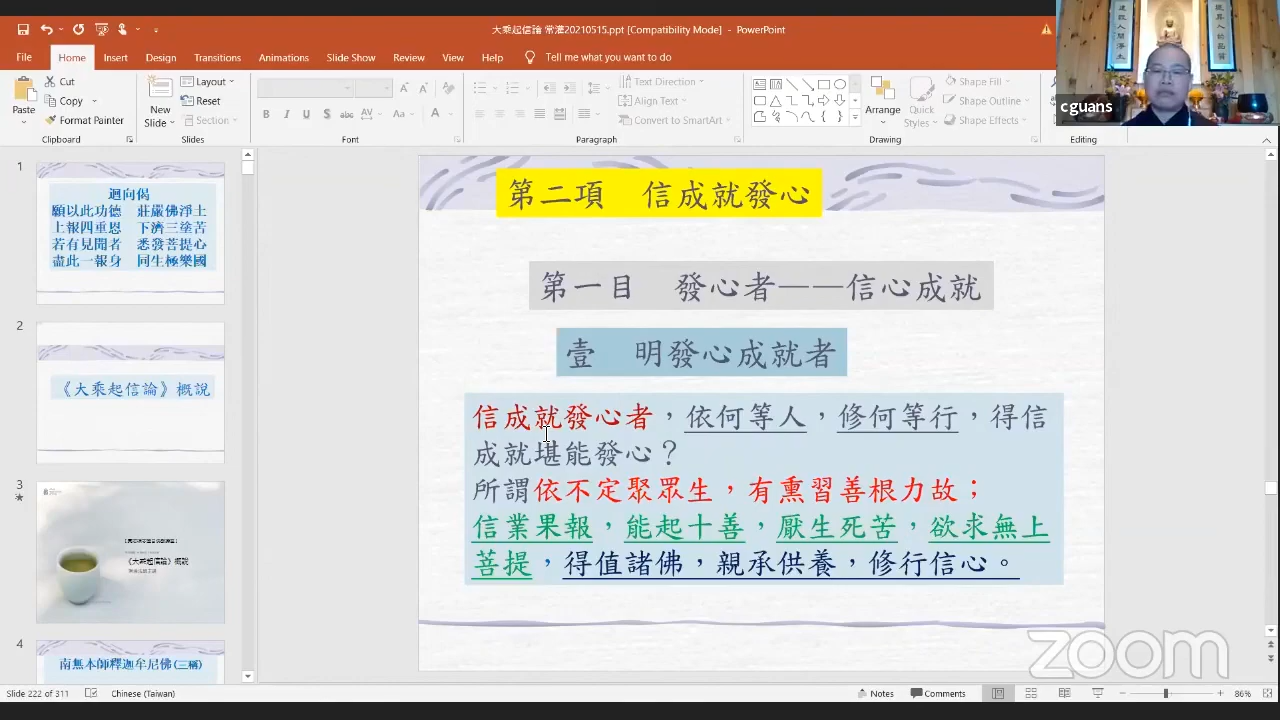 大乘起信論 常灌20210515.ppt [Compatibility Mode] - PowerPoint
File Home Insert Design Transitions Animations Slide Show Review View Help Tell me what you want to do
Paste
Cut
Copy
Format Painter
Clipboard
New Slide
Layout
Reset
Section
Slides
B I U S abc AV Aa A
Font
Text Direction
Align Text
Convert to SmartArt
Paragraph
Arrange
Quick Styles
Shape Fill
Shape Outline
Shape Effects
Drawing
Editing
cguans
1
迴向偈
願以此功德 莊嚴佛淨土
上報四重恩 下濟三塗苦
若有見聞者 悉發菩提心
盡此一報身 同生極樂國
2
《大乘起信論》概說
3
《大乘起信論》概說
4
南無本師釋迦牟尼佛(三稱)
第二項 信成就發心
第一目 發心者——信心成就
壹 明發心成就者
信成就發心者，依何等人，修何等行，得信
成就堪能發心？
所謂依不定聚眾生，有熏習善根力故；
信業果報，能起十善，厭生死苦，欲求無上
菩提，得值諸佛，親承供養，修行信心。
zoom
Slide 222 of 311 Chinese (Taiwan) Notes Comments 86%